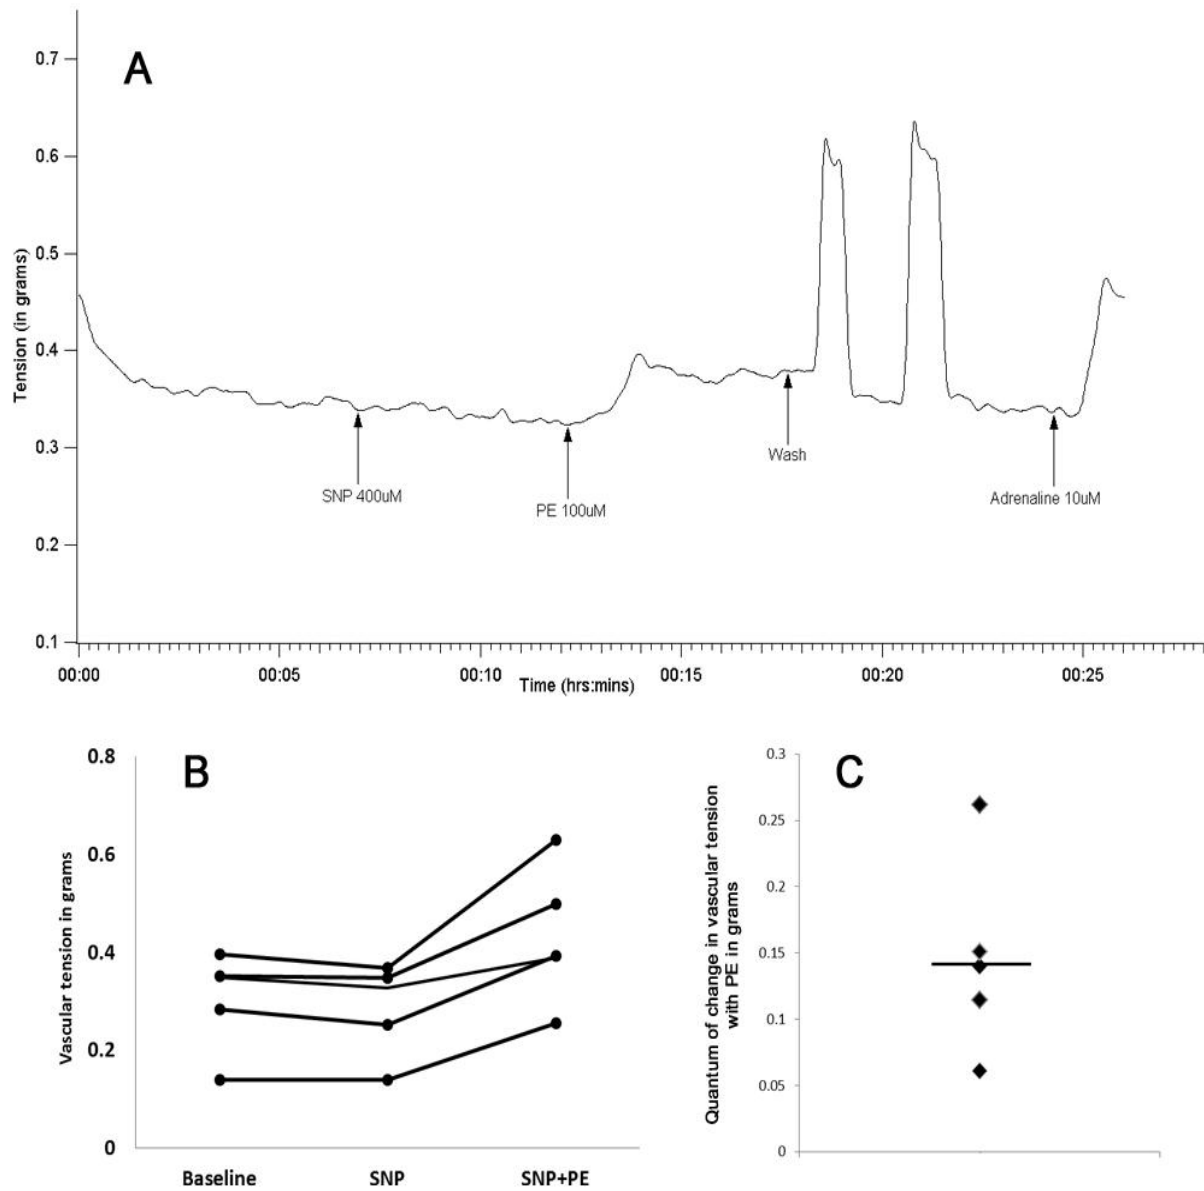 A
0.7
0.6
0.5
0.4
0.3
0.2
0.1
Tension (in grams)
SNP 400uM
PE 100uM
Wash
Adrenaline 10uM
00:00 00:05 00:10 00:15 00:20 00:25
Time (hrs:mins)
B
0.8
0.6
0.4
0.2
0
Vascular tension in grams
Baseline SNP SNP+PE
C
0.3
0.25
0.2
0.15
0.1
0.05
0
Quantum of change in vascular tension
with PE in grams